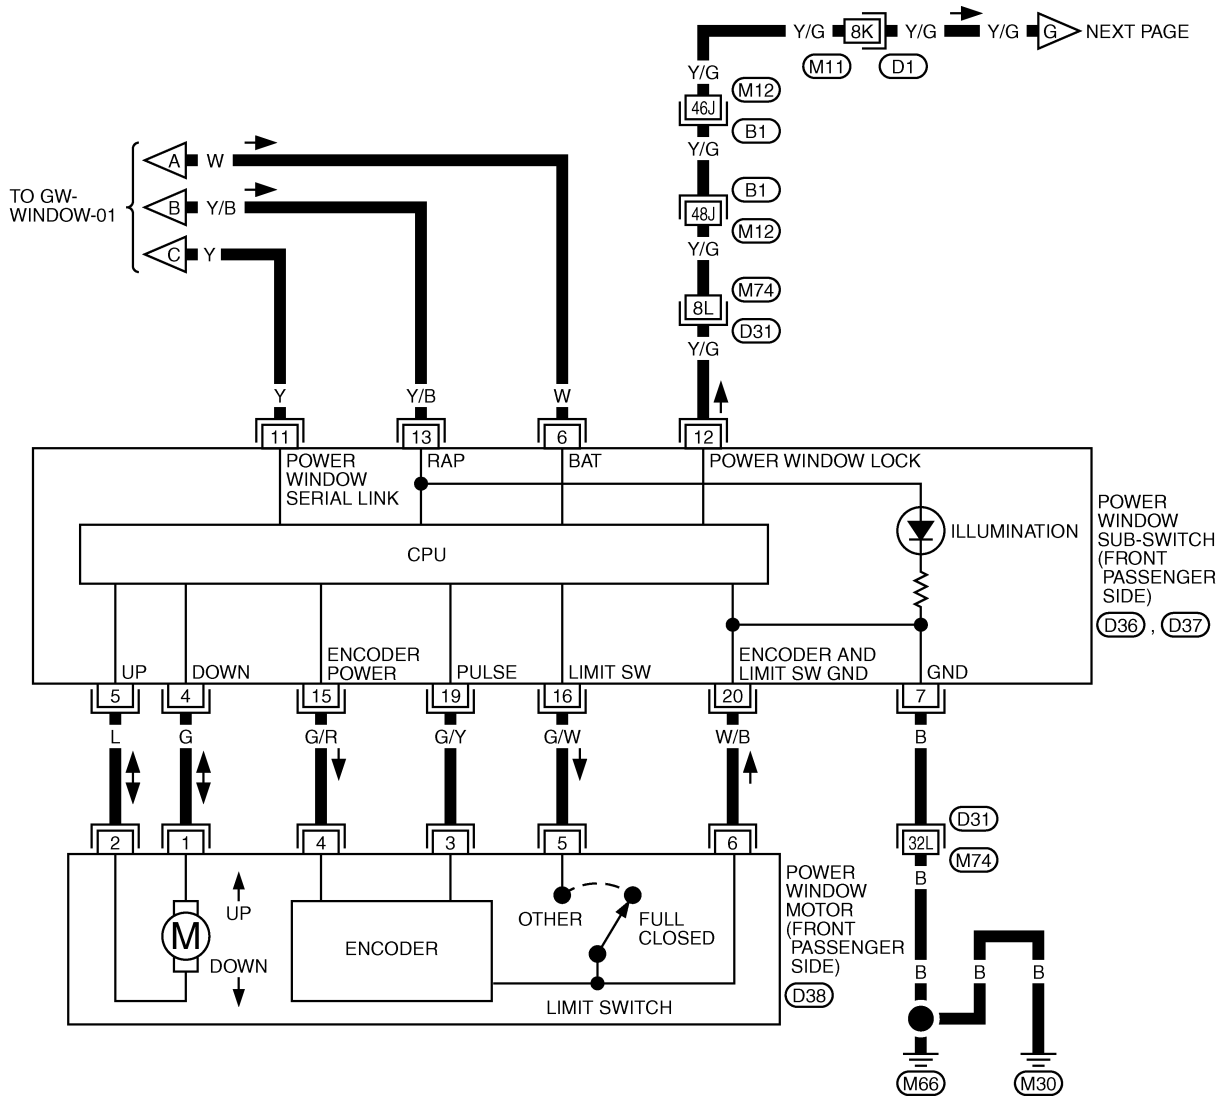 Y/G 8K Y/G Y/G G NEXT PAGE
M11 D1
Y/G
M12
46J
B1
Y/G
B1
48J
M12
Y/G
M74
8L
D31
Y/G
A W
TO GW-
WINDOW-01
B Y/B
C Y
Y Y/B W
11 13 6 12
POWER
WINDOW
SERIAL LINK
RAP
BAT
POWER WINDOW LOCK
CPU
ILLUMINATION
POWER
WINDOW
SUB-SWITCH
(FRONT
PASSENGER
SIDE)
D36 , D37
UP
DOWN
ENCODER
POWER
PULSE
LIMIT SW
ENCODER AND
LIMIT SW GND
GND
5 4 15 19 16 20 7
L G G/R G/Y G/W W/B B
2 1 4 3 5 6
D31
32L
M74
B
M
UP
DOWN
ENCODER
OTHER
FULL
CLOSED
LIMIT SWITCH
POWER
WINDOW
MOTOR
(FRONT
PASSENGER
SIDE)
D38
B B B
M66 M30